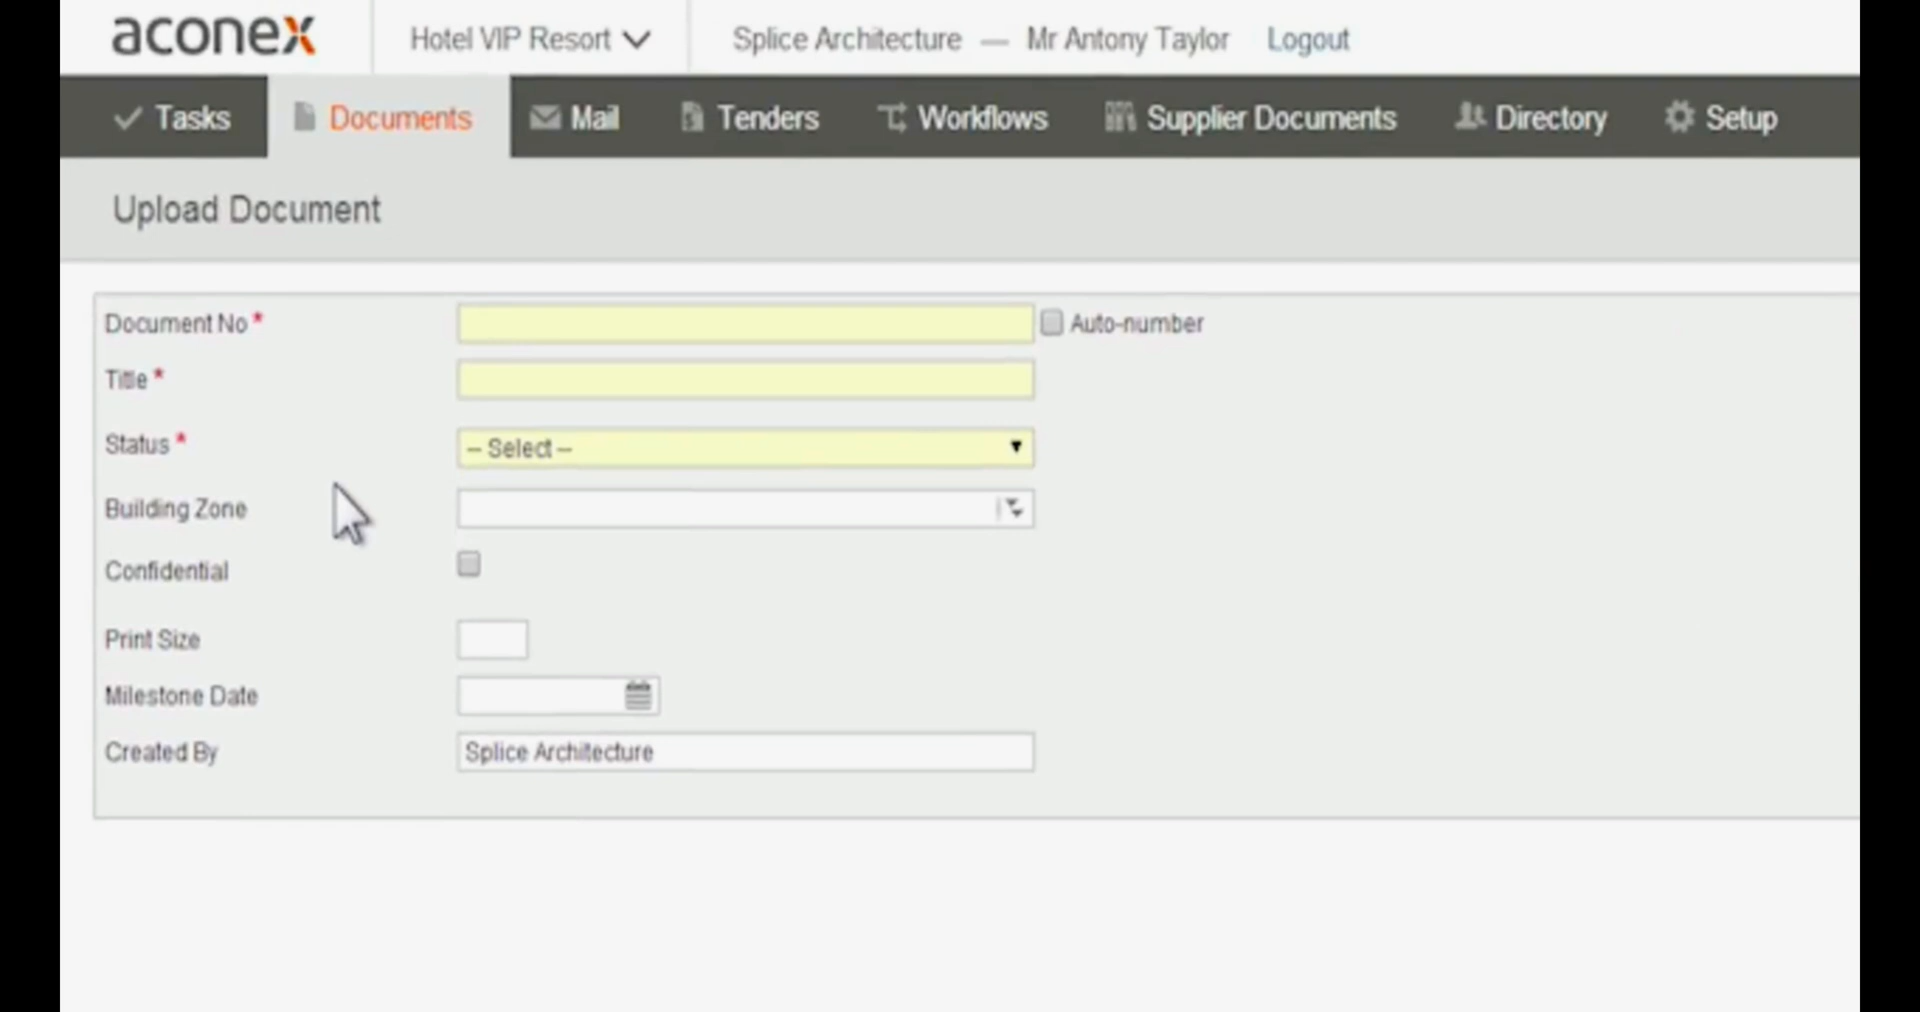 aconex Hotel VIP Resort Splice Architecture — Mr Antony Taylor Logout
Tasks Documents Mail Tenders Workflows Supplier Documents Directory Setup
Upload Document
Document No * Auto-number
Title *
Status * -- Select --
Building Zone
Confidential
Print Size
Milestone Date
Created By Splice Architecture